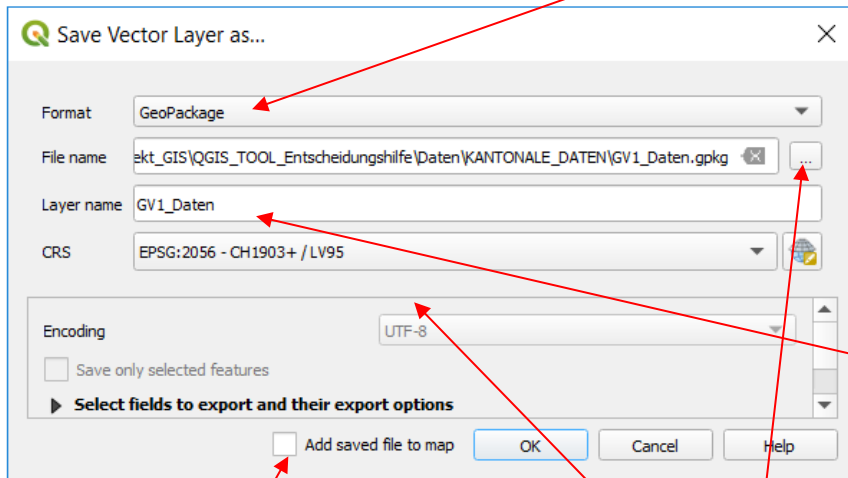 Save Vector Layer as...
Format GeoPackage
File name ekt_GIS\QGIS_TOOL_Entscheidungshilfe\Daten\KANTONALE_DATEN\GV1_Daten.gpkg ...
Layer name GV1_Daten
CRS EPSG:2056 - CH1903+ / LV95
Encoding UTF-8
Save only selected features
Select fields to export and their export options
Add saved file to map OK Cancel Help